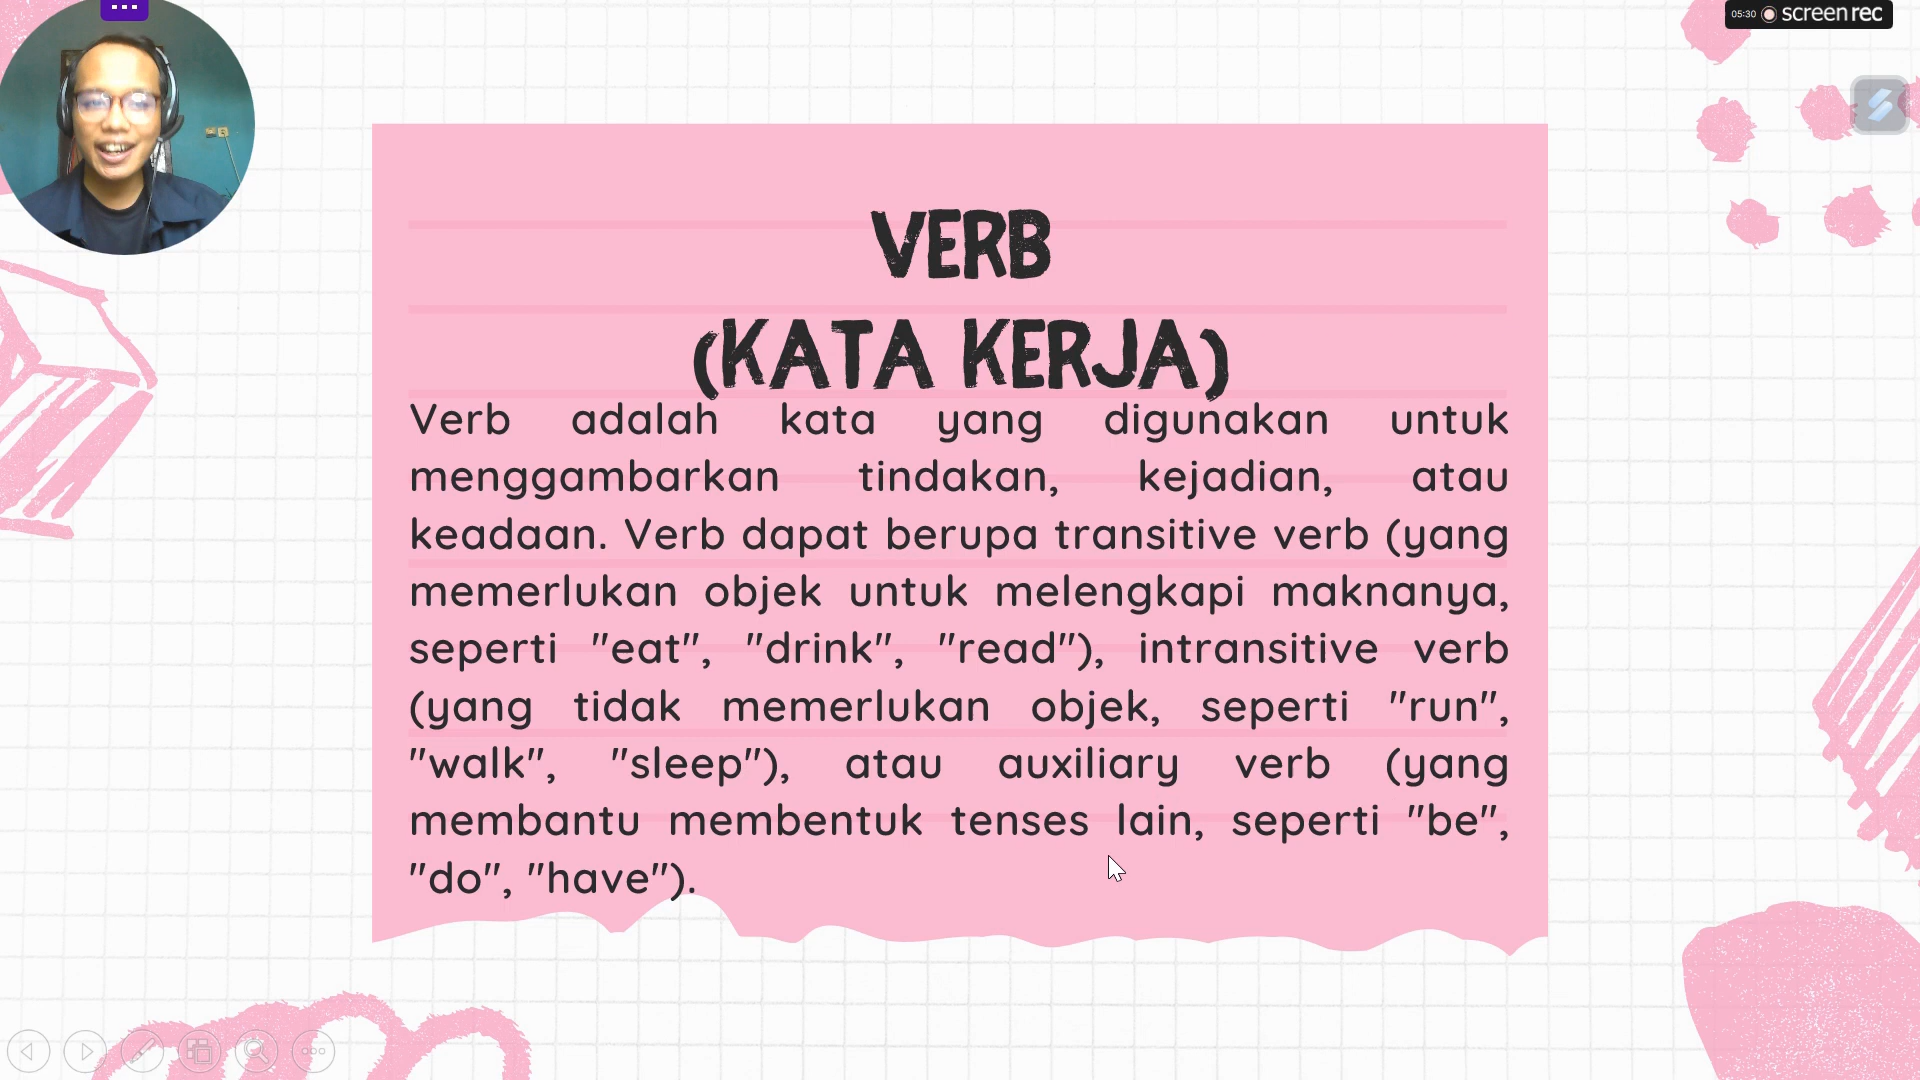 05:30 screenrec
VERB
(KATA KERJA)
Verb adalah kata yang digunakan untuk
menggambarkan tindakan, kejadian, atau
keadaan. Verb dapat berupa transitive verb (yang
memerlukan objek untuk melengkapi maknanya,
seperti "eat", "drink", "read"), intransitive verb
(yang tidak memerlukan objek, seperti "run",
"walk", "sleep"), atau auxiliary verb (yang
membantu membentuk tenses lain, seperti "be",
"do", "have").